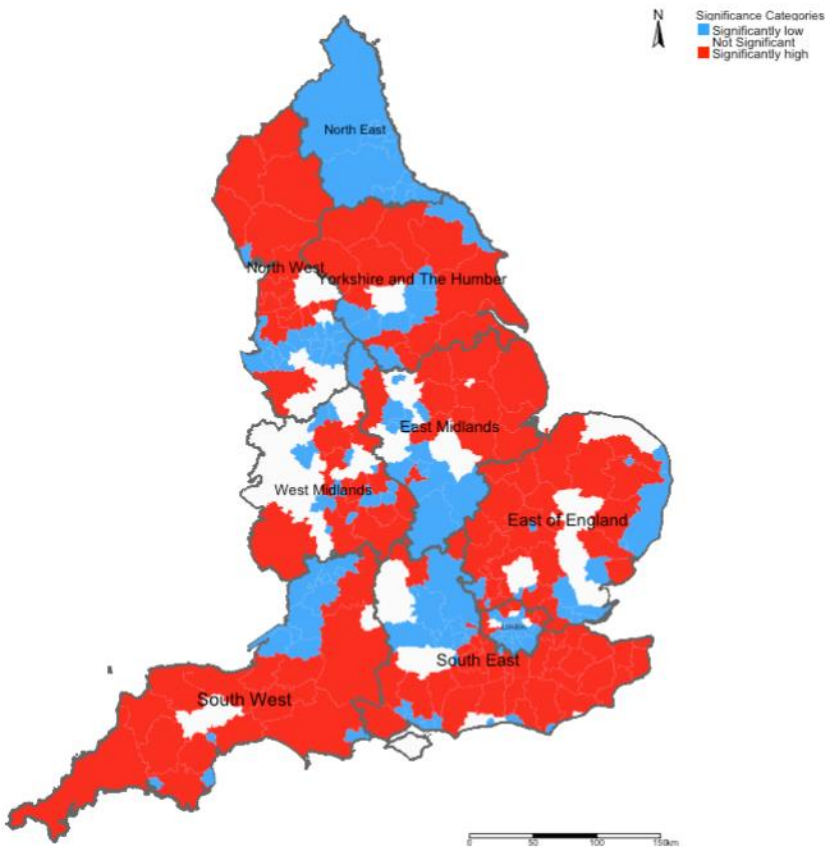 N
Significance Categories
Significantly low
Not Significant
Significantly high
North East
North West
Yorkshire and The Humber
East Midlands
West Midlands
East of England
London
South East
South West
0 50 100 150km